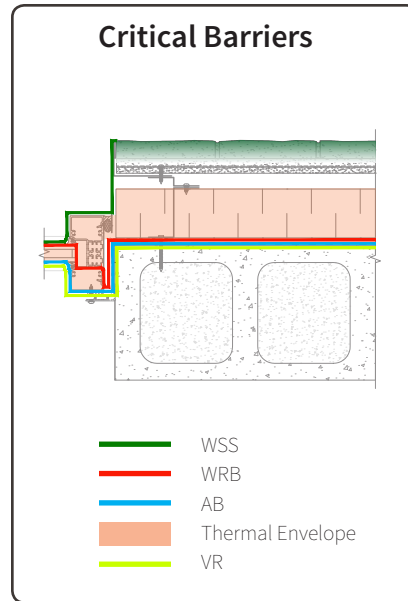 Critical Barriers
WSS
WRB
AB
Thermal Envelope
VR